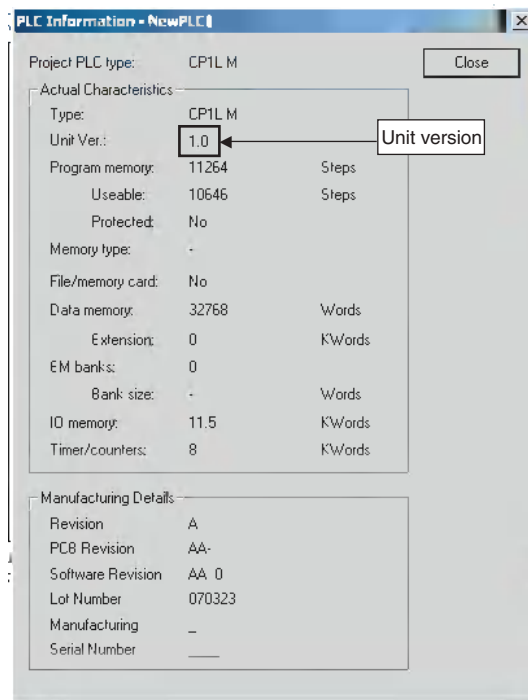 PLC Information - NewPLC1
Project PLC type: CP1L M Close
Actual Characteristics
Type: CP1L M
Unit Ver.: 1.0 Unit version
Program memory: 11264 Steps
Useable: 10646 Steps
Protected: No
Memory type: -
File/memory card: No
Data memory: 32768 Words
Extension: 0 KWords
EM banks: 0
Bank size: - Words
IO memory: 11.5 KWords
Timer/counters: 8 KWords
Manufacturing Details
Revision A
PCB Revision AA-
Software Revision AA 0
Lot Number 070323
Manufacturing _
Serial Number ____